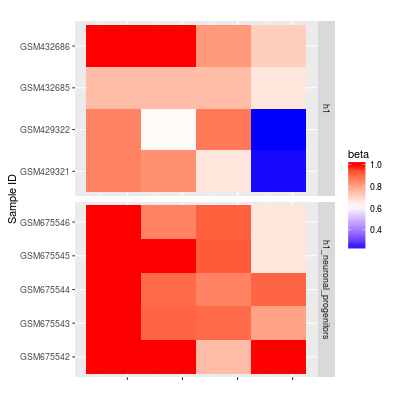 GSM432686
GSM432685
GSM429322
GSM429321
h1
Sample ID
GSM675546
GSM675545
GSM675544
GSM675543
GSM675542
h1_neuronal_progenitors
beta
1.0
0.8
0.6
0.4